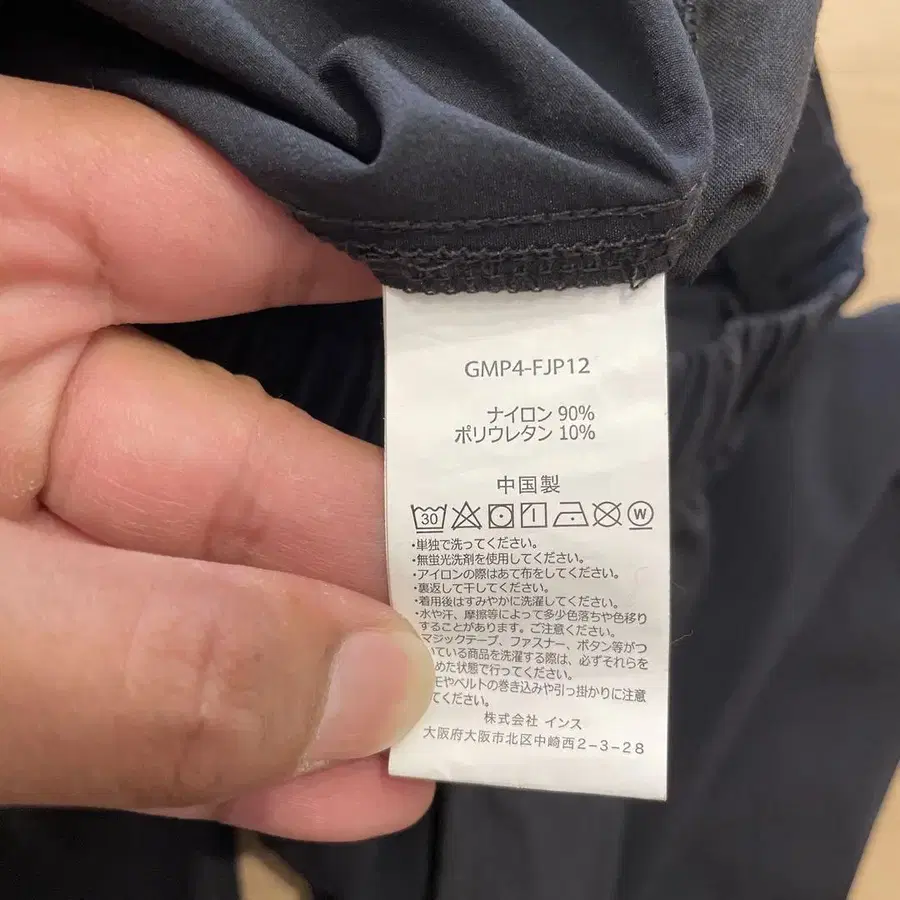 GMP4-FJP12
ナイロン 90%
ポリウレタン 10%
中国製
30 W
・単独で洗ってください。
・無蛍光洗剤を使用してください。
・アイロンの際はあて布をしてください。
・裏返して干してください。
・着用後はすみやかに洗濯してください。
・水や汗、摩擦等によって多少色落ちや色移り
することがあります。ご注意ください。
マジックテープ、ファスナー、ボタン等がつ
いている商品を洗濯する際は、必ずそれらを
めた状態で行ってください。
モやベルトの巻き込みや引っ掛かりに注意
てください。
株式会社 インス
大阪府大阪市北区中崎西2-3-28